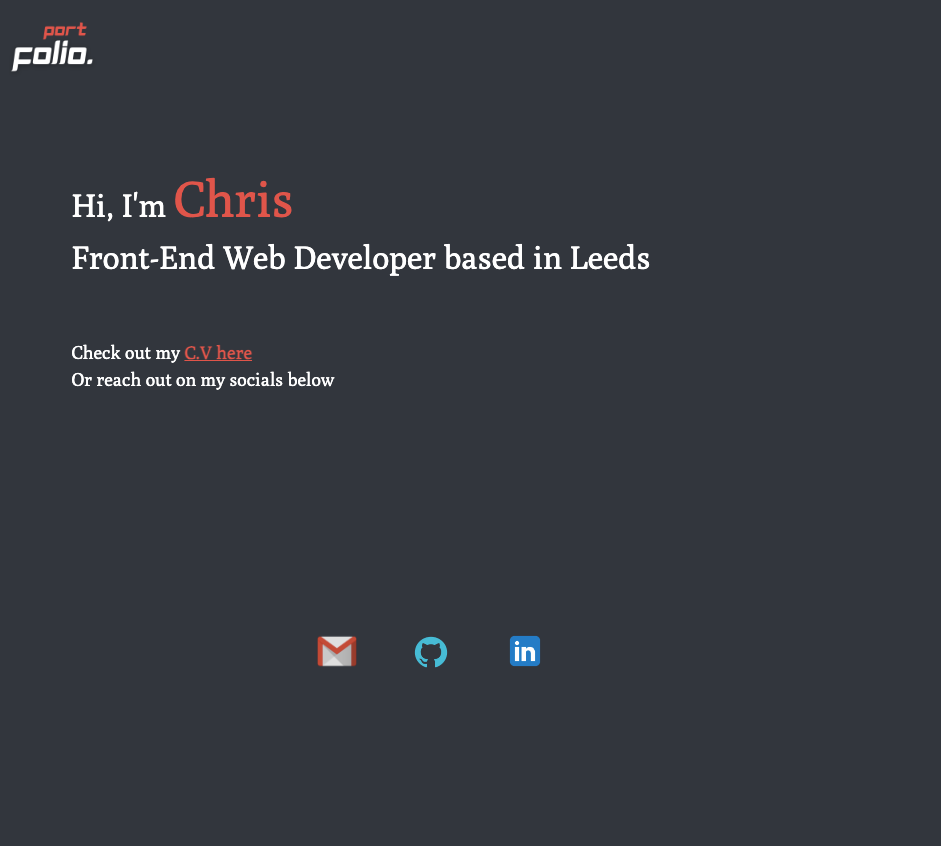 port
folio.
Hi, I'm Chris
Front-End Web Developer based in Leeds
Check out my C.V here
Or reach out on my socials below
in